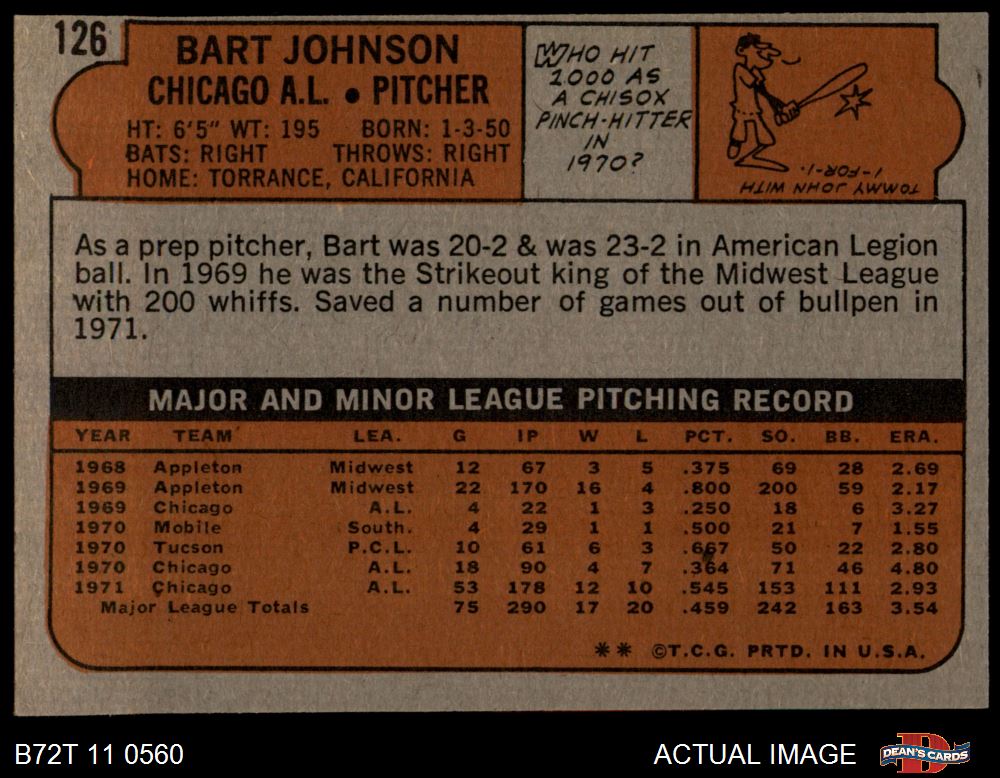 126
BART JOHNSON
CHICAGO A.L. • PITCHER
HT: 6'5" WT: 195 BORN: 1-3-50
BATS: RIGHT THROWS: RIGHT
HOME: TORRANCE, CALIFORNIA
WHO HIT
1.000 AS
A CHISOX
PINCH-HITTER
IN
1970?
TOMMY JOHN WITH
1-FOR-1.
As a prep pitcher, Bart was 20-2 & was 23-2 in American Legion
ball. In 1969 he was the Strikeout king of the Midwest League
with 200 whiffs. Saved a number of games out of bullpen in
1971.
MAJOR AND MINOR LEAGUE PITCHING RECORD
YEAR TEAM LEA. G IP W L PCT. SO. BB. ERA.
1968 Appleton Midwest 12 67 3 5 .375 69 28 2.69
1969 Appleton Midwest 22 170 16 4 .800 200 59 2.17
1969 Chicago A.L. 4 22 1 3 .250 18 6 3.27
1970 Mobile South. 4 29 1 1 .500 21 7 1.55
1970 Tucson P.C.L. 10 61 6 3 .667 50 22 2.80
1970 Chicago A.L. 18 90 4 7 .364 71 46 4.80
1971 Chicago A.L. 53 178 12 10 .545 153 111 2.93
Major League Totals 75 290 17 20 .459 242 163 3.54
** ©T.C.G. PRTD. IN U.S.A.
B72T 11 0560
ACTUAL IMAGE
DEAN'S CARDS